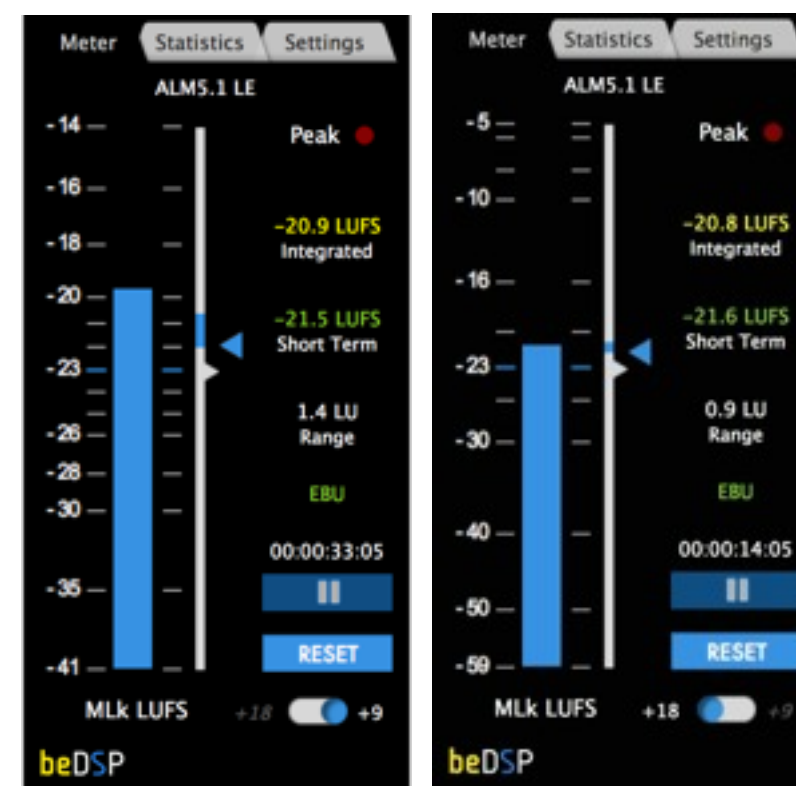 Meter Statistics Settings
ALM5.1 LE
-14
Peak
-16
-20.9 LUFS
Integrated
-18
-20
-21.5 LUFS
Short Term
-23
1.4 LU
Range
-26
-28
EBU
-30
00:00:33:05
-35
RESET
-41
MLk LUFS +18 +9
beDSP
Meter Statistics Settings
ALM5.1 LE
-5
Peak
-10
-20.8 LUFS
Integrated
-16
-21.6 LUFS
Short Term
-23
0.9 LU
Range
-30
EBU
-40
00:00:14:05
-50
RESET
-59
MLk LUFS +18 +9
beDSP